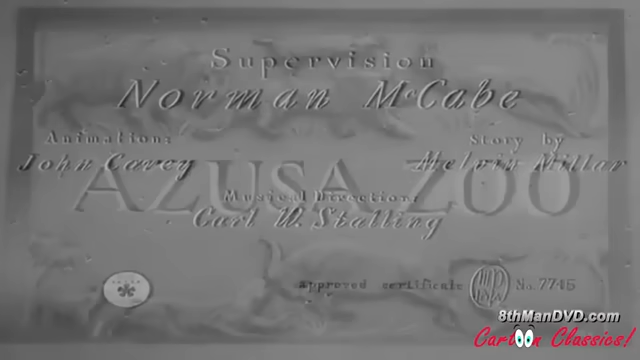 Supervision
Norman McCabe
Animation:
John Carey
Story by
Melvin Millar
AZUSA ZOO
Musical Direction:
Carl W. Stalling
approved certificate No. 7745
8thManDVD.com
Cartoon Classics!